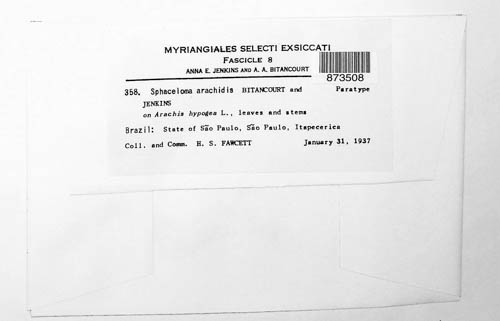 MYRIANGIALES SELECTI EXSICCATI
FASCICLE 8
ANNA E. JENKINS AND A. A. BITANCOURT
873508
358. Sphaceloma arachidis BITANCOURT and Paratype
JENKINS
on Arachis hypogea L., leaves and stems
Brazil: State of São Paulo, São Paulo, Itapecerica
Coll. and Comm. H. S. FAWCETT January 31, 1937